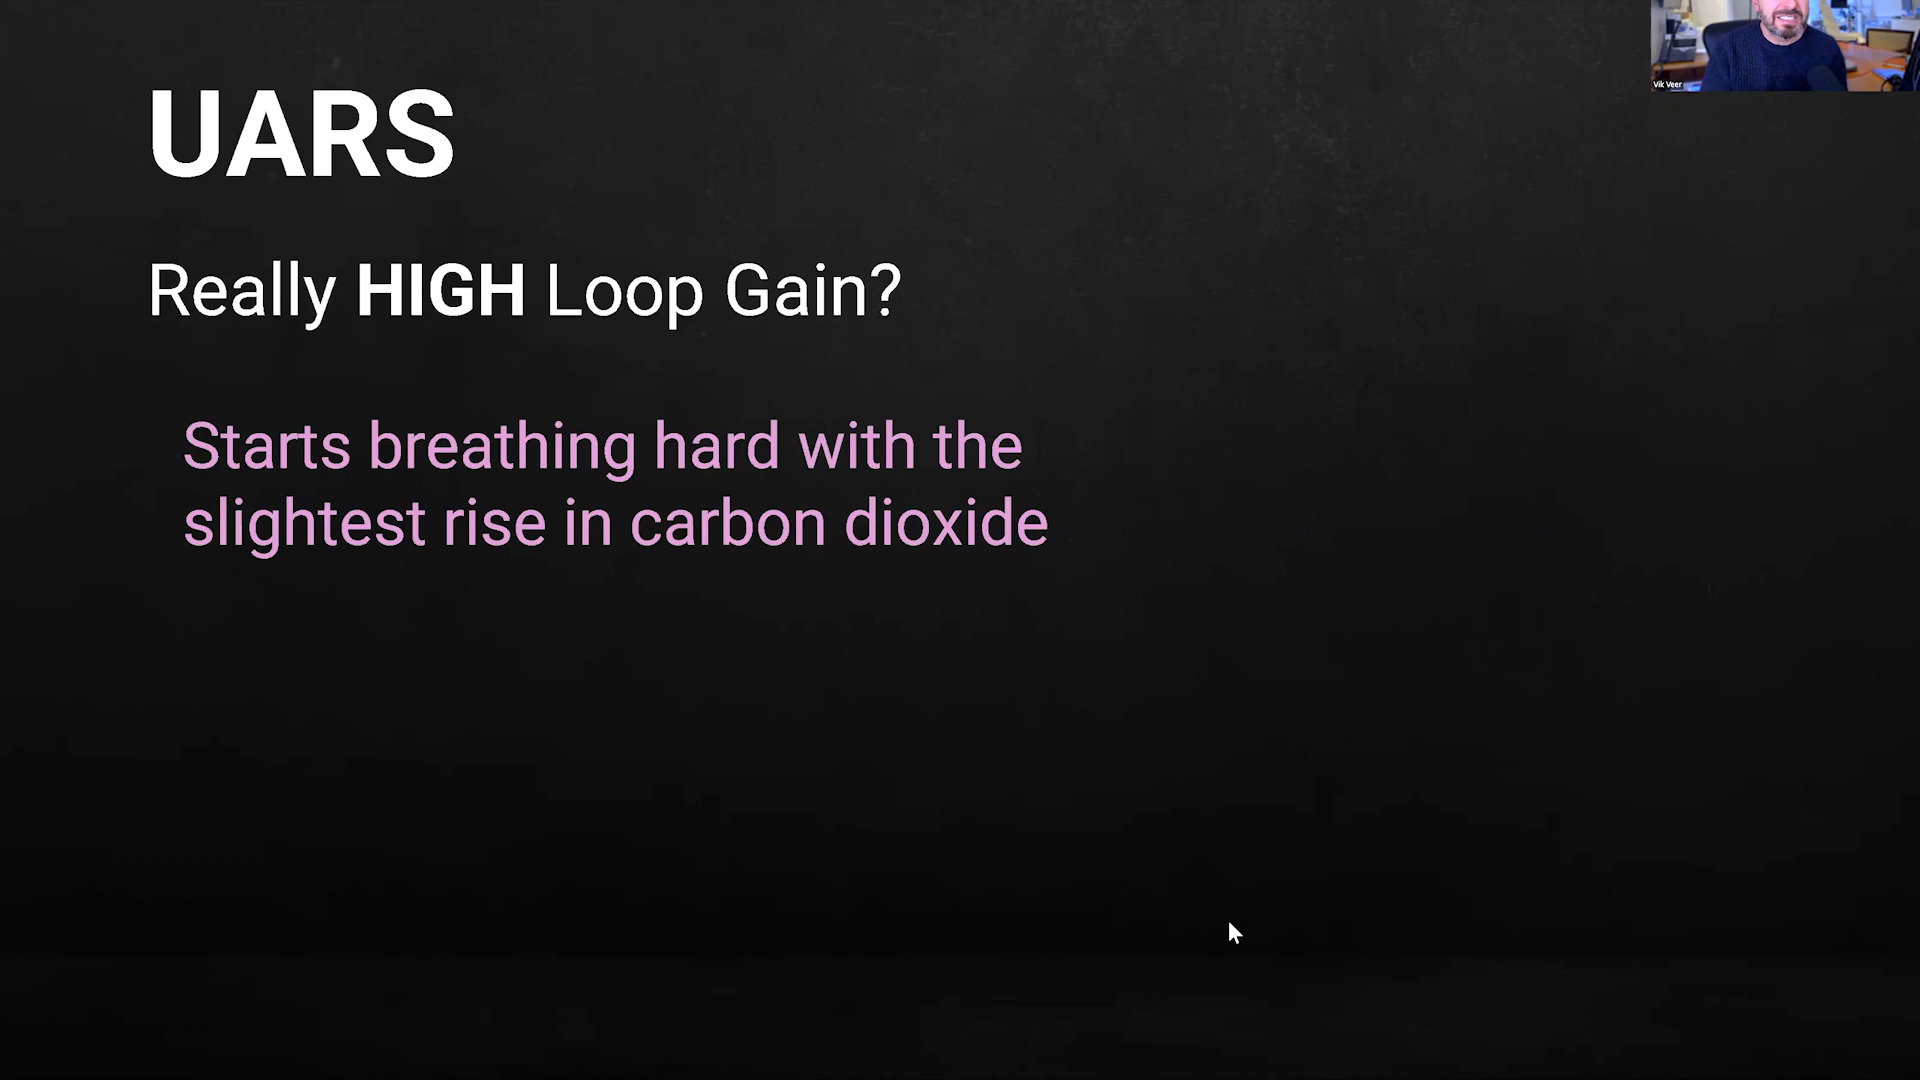 Vik Veer
UARS
Really HIGH Loop Gain?
Starts breathing hard with the
slightest rise in carbon dioxide